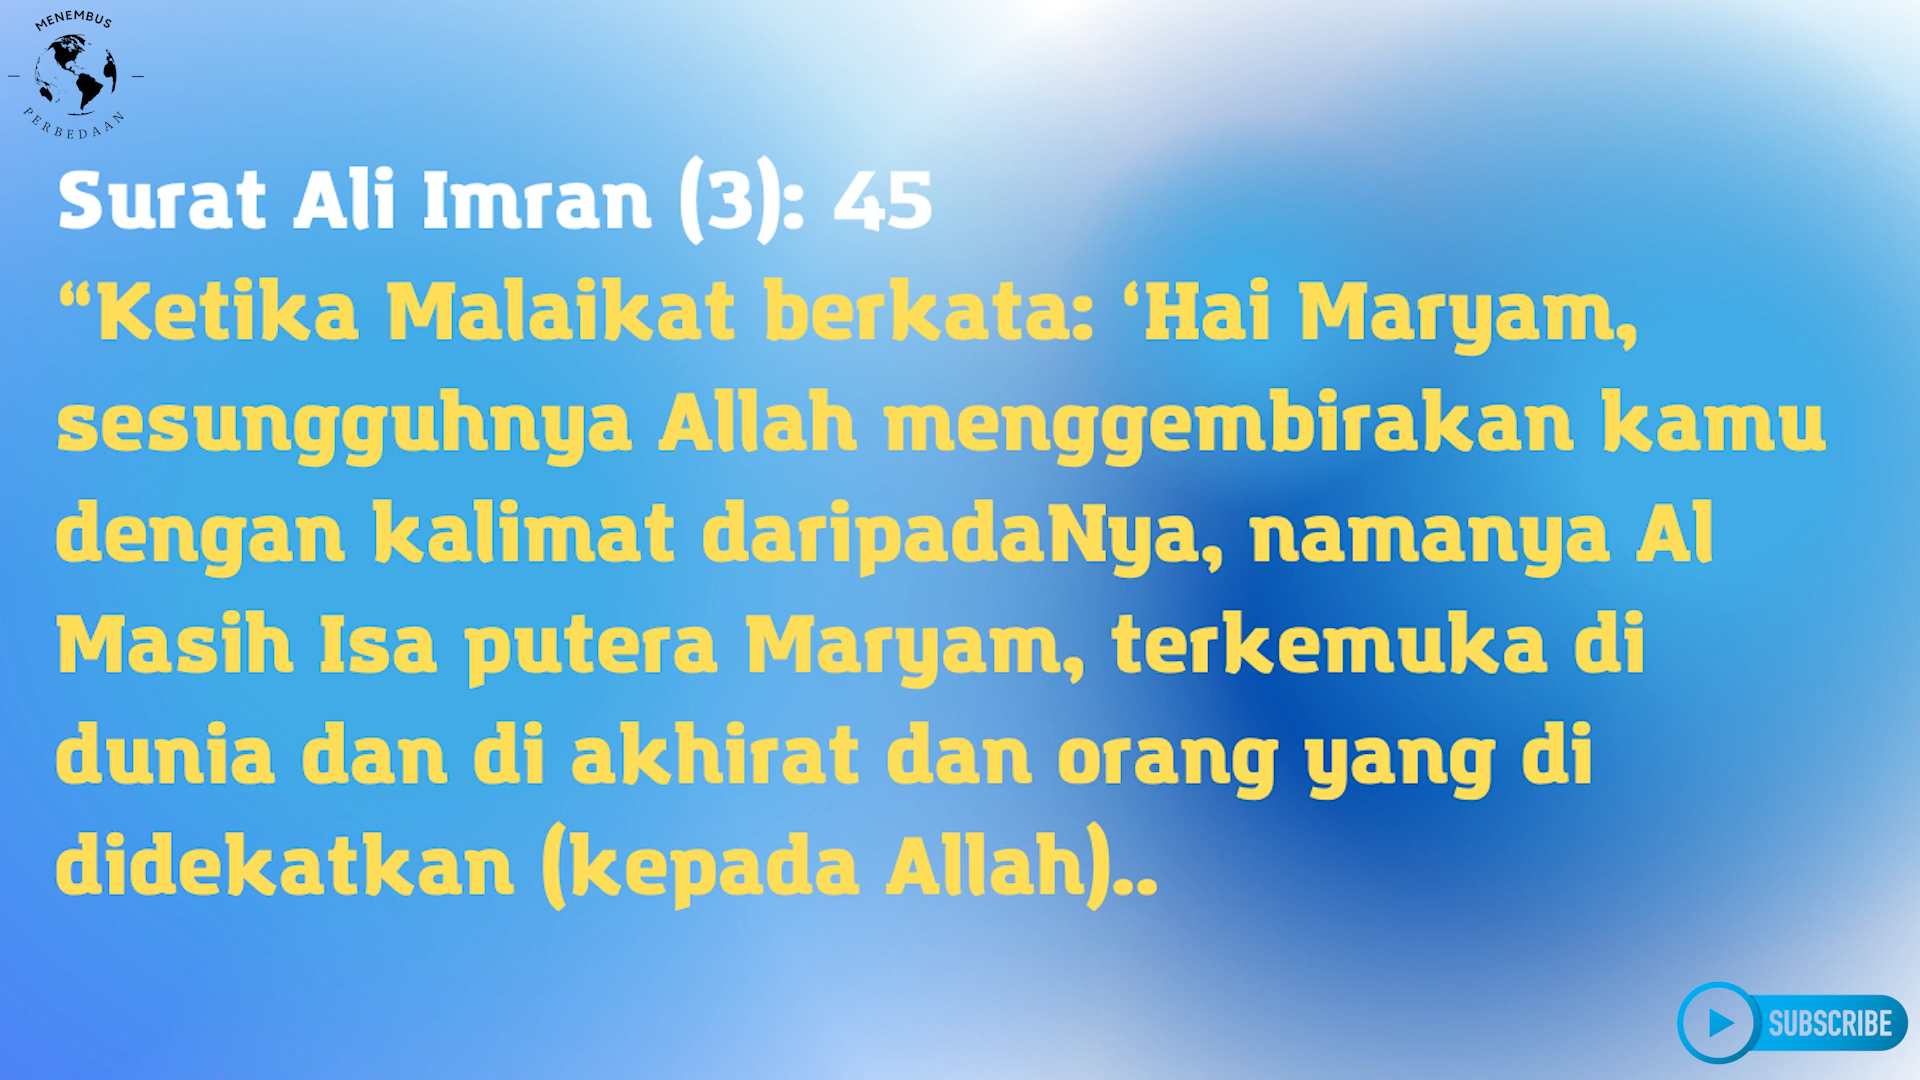 MENEMBUS
PERBEDAAN
Surat Ali Imran (3): 45
“Ketika Malaikat berkata: ‘Hai Maryam,
sesungguhnya Allah menggembirakan kamu
dengan kalimat daripadaNya, namanya Al
Masih Isa putera Maryam, terkemuka di
dunia dan di akhirat dan orang yang di
didekatkan (kepada Allah)..
SUBSCRIBE